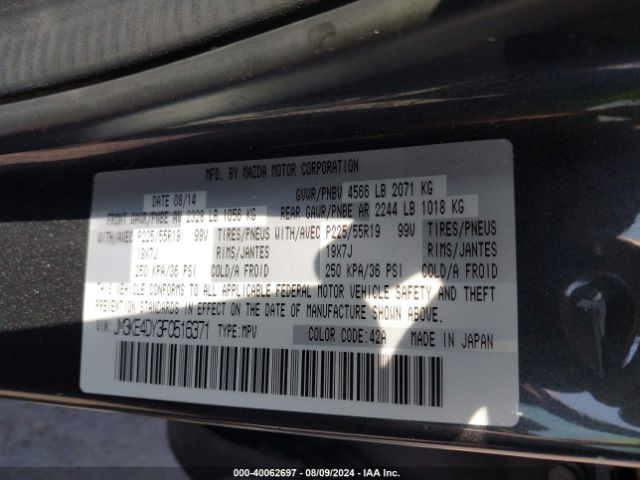 MFD. BY MAZDA MOTOR CORPORATION
DATE 08/14 GVWR/PNBV 4566 LB 2071 KG
FRONT GAWR/PNBE AV 2328 LB 1056 KG REAR GAWR/PNBE AR 2244 LB 1018 KG
WITH/AVEC P225/55R19 99V TIRES/PNEUS WITH/AVEC P225/55R19 99V TIRES/PNEUS
19X7J RIMS/JANTES 19X7J RIMS/JANTES
250 KPA/36 PSI COLD/A FROID 250 KPA/36 PSI COLD/A FROID
THIS VEHICLE CONFORMS TO ALL APPLICABLE FEDERAL MOTOR VEHICLE SAFETY AND THEFT
PREVENTION STANDARDS IN EFFECT ON THE DATE OF MANUFACTURE SHOWN ABOVE.
VIN: JM3KE4DY3F0516371 TYPE:MPV COLOR CODE:42A MADE IN JAPAN
000-40062697 - 08/09/2024 - IAA Inc.